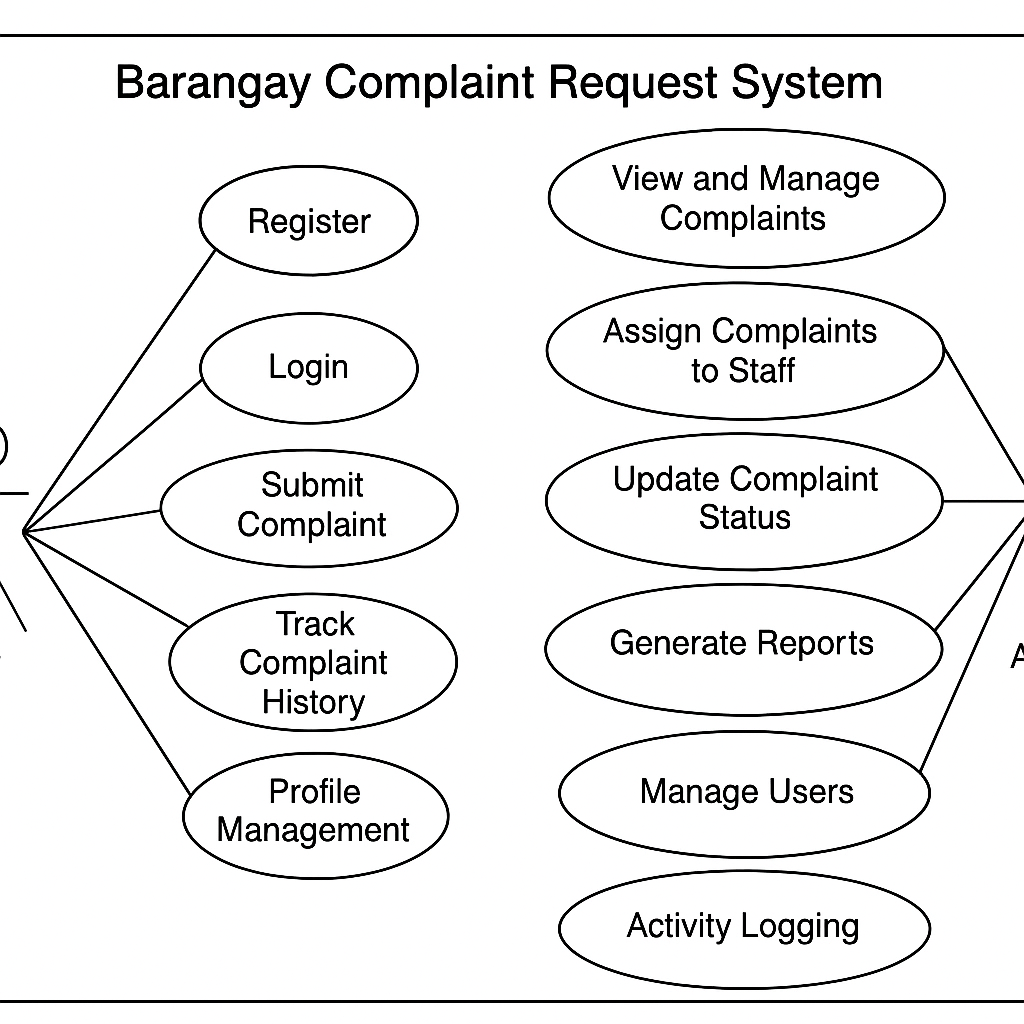 Barangay Complaint Request System
Register
Login
Submit
Complaint
Track
Complaint
History
Profile
Management
View and Manage
Complaints
Assign Complaints
to Staff
Update Complaint
Status
Generate Reports
Manage Users
Activity Logging